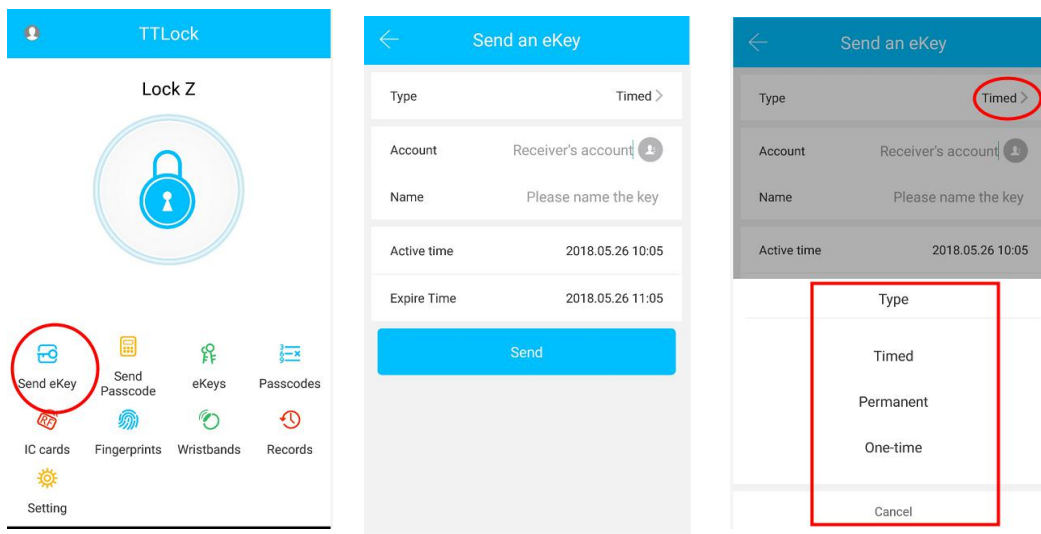 TTLock
Lock Z
Send eKey
Send
Passcode
eKeys
Passcodes
RF
IC cards
Fingerprints
Wristbands
Records
Setting
Send an eKey
Type Timed >
Account Receiver's account
Name Please name the key
Active time 2018.05.26 10:05
Expire Time 2018.05.26 11:05
Send
Send an eKey
Type Timed >
Account Receiver's account
Name Please name the key
Active time 2018.05.26 10:05
Type
Timed
Permanent
One-time
Cancel